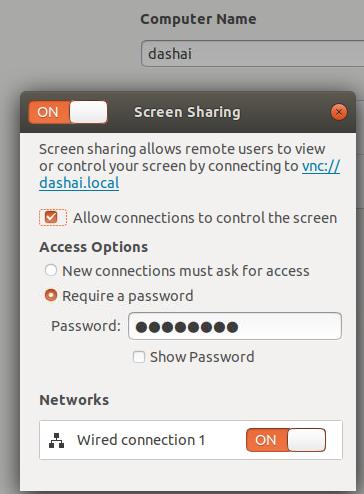 Computer Name
dashai
ON
Screen Sharing
Screen sharing allows remote users to view
or control your screen by connecting to vnc://
dashai.local
Allow connections to control the screen
Access Options
New connections must ask for access
Require a password
Password: ●●●●●●●●
Show Password
Networks
Wired connection 1 ON